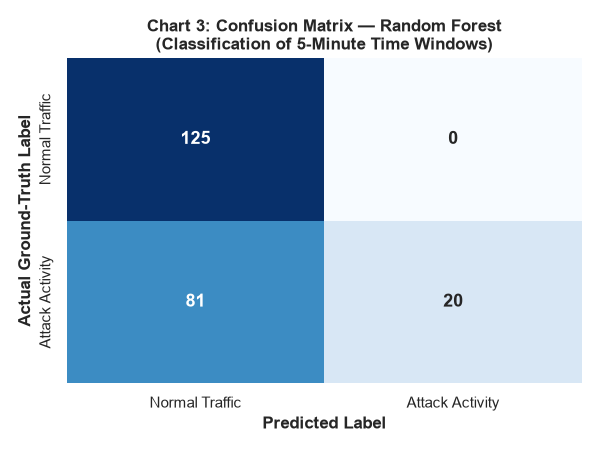 Chart 3: Confusion Matrix — Random Forest
(Classification of 5-Minute Time Windows)
Actual Ground-Truth Label
Normal Traffic
125
0
Attack Activity
81
20
Normal Traffic
Attack Activity
Predicted Label